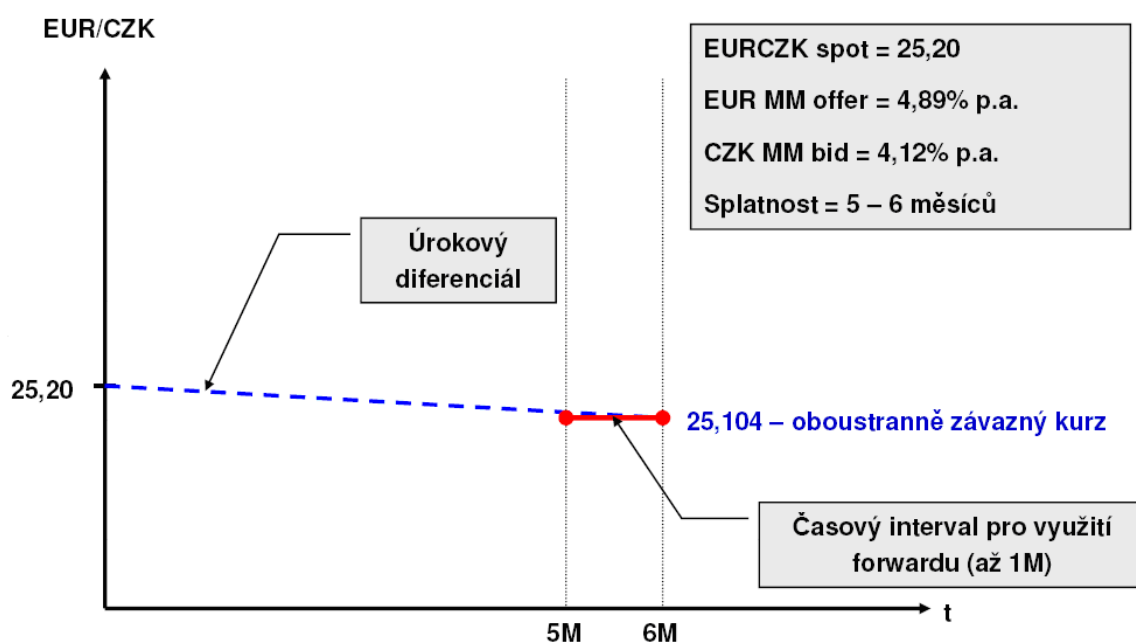 EUR/CZK
EURCZK spot = 25,20
EUR MM offer = 4,89% p.a.
CZK MM bid = 4,12% p.a.
Splatnost = 5 – 6 měsíců
Úrokový
diferenciál
25,20
25,104 – oboustranně závazný kurz
Časový interval pro využití
forwardu (až 1M)
t
5M
6M